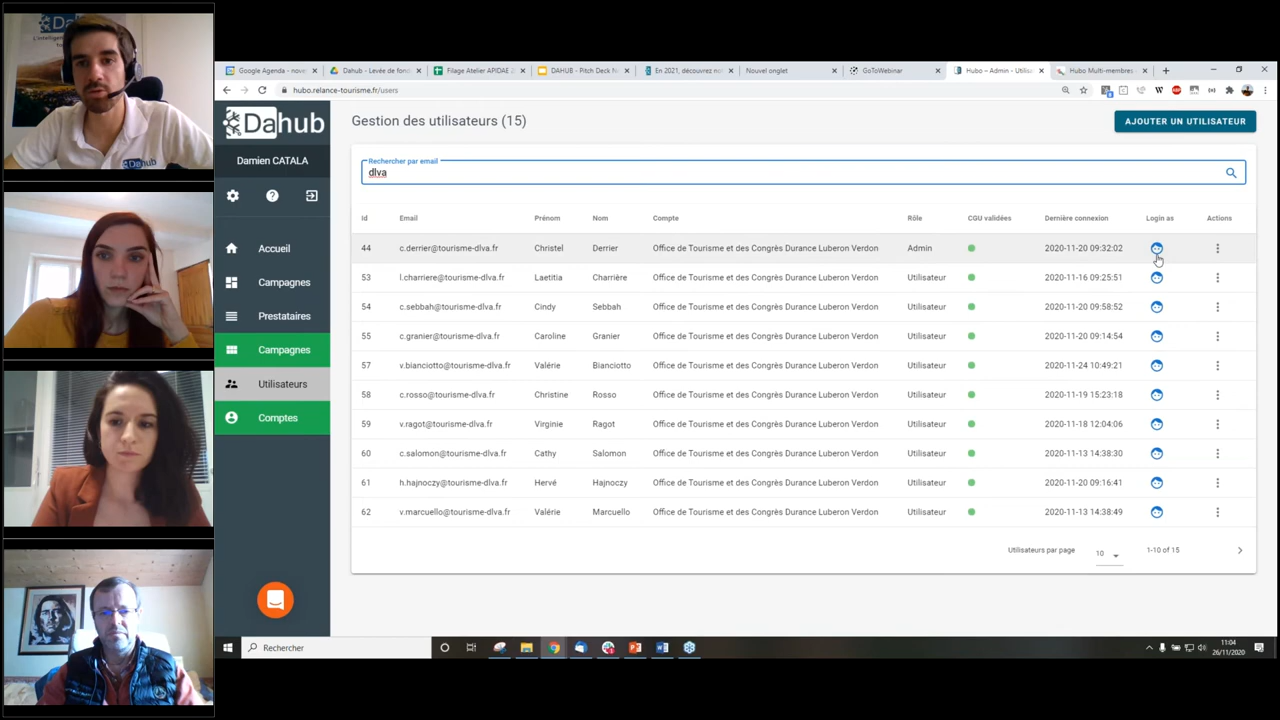 Google Agenda - nove
Dahub - Levée de fond
Filage Atelier APIDAE
DAHUB - Pitch Deck N
En 2021, découvrez no
Nouvel onglet
GoToWebinar
Hubo - Admin - Utilisa
Hubo Multi-membres -
hubo.relance-tourisme.fr/users
Dahub
Gestion des utilisateurs (15)
AJOUTER UN UTILISATEUR
Damien CATALA
Rechercher par email
dlva
Accueil
Campagnes
Prestataires
Campagnes
Utilisateurs
Comptes
Id Email Prénom Nom Compte Rôle CGU validées Dernière connexion Login as Actions
44 c.derrier@tourisme-dlva.fr Christel Derrier Office de Tourisme et des Congrès Durance Luberon Verdon Admin 2020-11-20 09:32:02
53 l.charriere@tourisme-dlva.fr Laetitia Charrière Office de Tourisme et des Congrès Durance Luberon Verdon Utilisateur 2020-11-16 09:25:51
54 c.sebbah@tourisme-dlva.fr Cindy Sebbah Office de Tourisme et des Congrès Durance Luberon Verdon Utilisateur 2020-11-20 09:58:52
55 c.granier@tourisme-dlva.fr Caroline Granier Office de Tourisme et des Congrès Durance Luberon Verdon Utilisateur 2020-11-20 09:14:54
57 v.bianciotto@tourisme-dlva.fr Valérie Bianciotto Office de Tourisme et des Congrès Durance Luberon Verdon Utilisateur 2020-11-24 10:49:21
58 c.rosso@tourisme-dlva.fr Christine Rosso Office de Tourisme et des Congrès Durance Luberon Verdon Utilisateur 2020-11-19 15:23:18
59 v.ragot@tourisme-dlva.fr Virginie Ragot Office de Tourisme et des Congrès Durance Luberon Verdon Utilisateur 2020-11-18 12:04:06
60 c.salomon@tourisme-dlva.fr Cathy Salomon Office de Tourisme et des Congrès Durance Luberon Verdon Utilisateur 2020-11-13 14:38:30
61 h.hajnoczy@tourisme-dlva.fr Hervé Hajnoczy Office de Tourisme et des Congrès Durance Luberon Verdon Utilisateur 2020-11-20 09:16:41
62 v.marcuello@tourisme-dlva.fr Valérie Marcuello Office de Tourisme et des Congrès Durance Luberon Verdon Utilisateur 2020-11-13 14:38:49
Utilisateurs par page 10 1-10 of 15
Rechercher
11:04
26/11/2020
Dahub